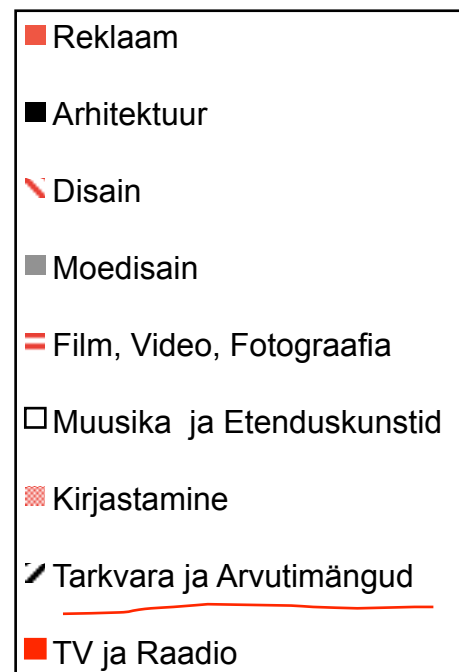 Reklaam
Arhitektuur
Disain
Moedisain
Film, Video, Fotograafia
Muusika ja Etenduskunstid
Kirjastamine
Tarkvara ja Arvutimängud
TV ja Raadio